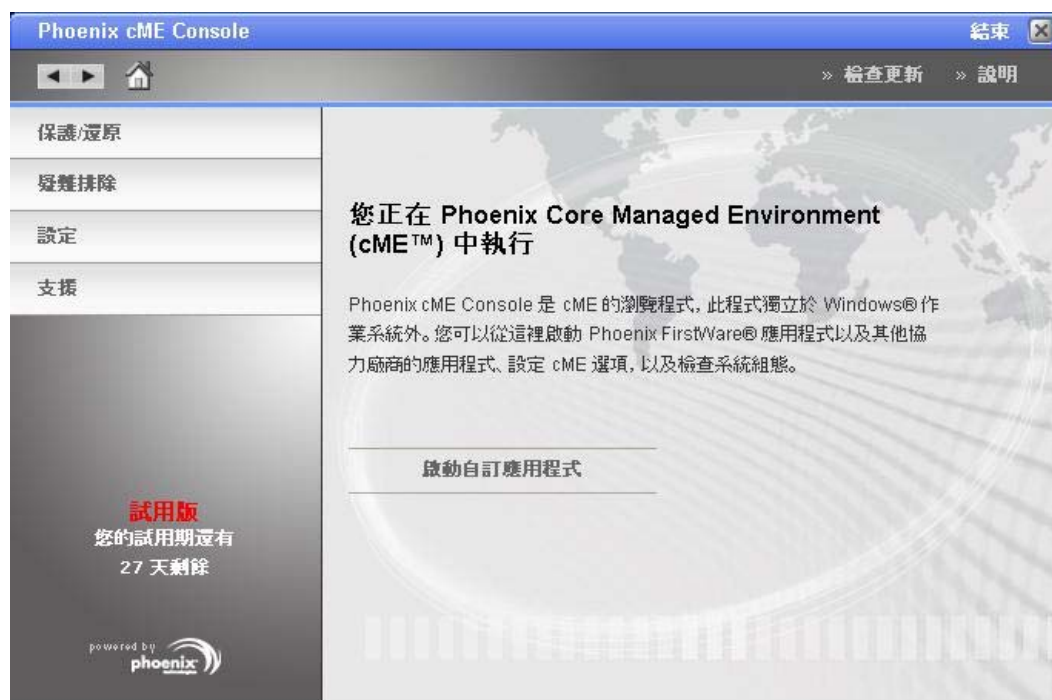 Phoenix cME Console
結束
» 檢查更新
» 說明
保護/還原
疑難排除
設定
支援
您正在 Phoenix Core Managed Environment
(cME™) 中執行
Phoenix cME Console 是 cME 的瀏覽程式, 此程式獨立於 Windows® 作
業系統外。您可以從這裡啟動 Phoenix FirstWare® 應用程式以及其他協
力廠商的應用程式、設定 cME 選項, 以及檢查系統組態。
啟動自訂應用程式
試用版
您的試用期還有
27 天剩餘
powered by
phoenix